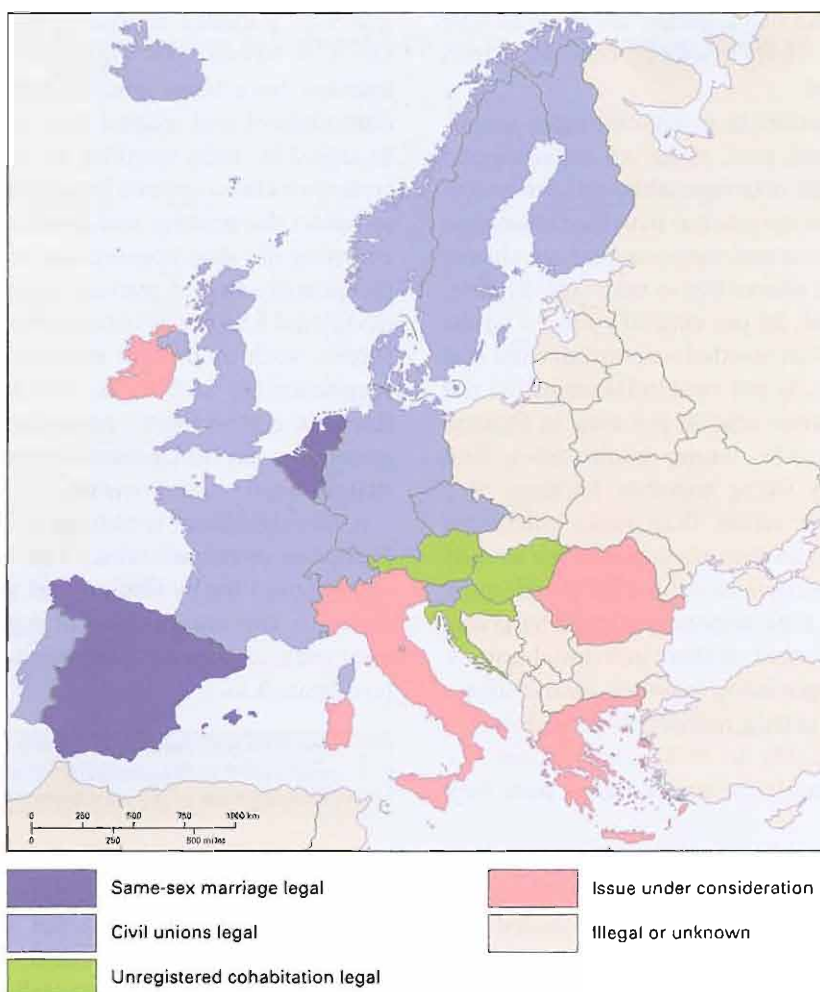 0 250 500 750 1000 km
0 250 500 miles
Same-sex marriage legal
Civil unions legal
Unregistered cohabitation legal
Issue under consideration
Illegal or unknown